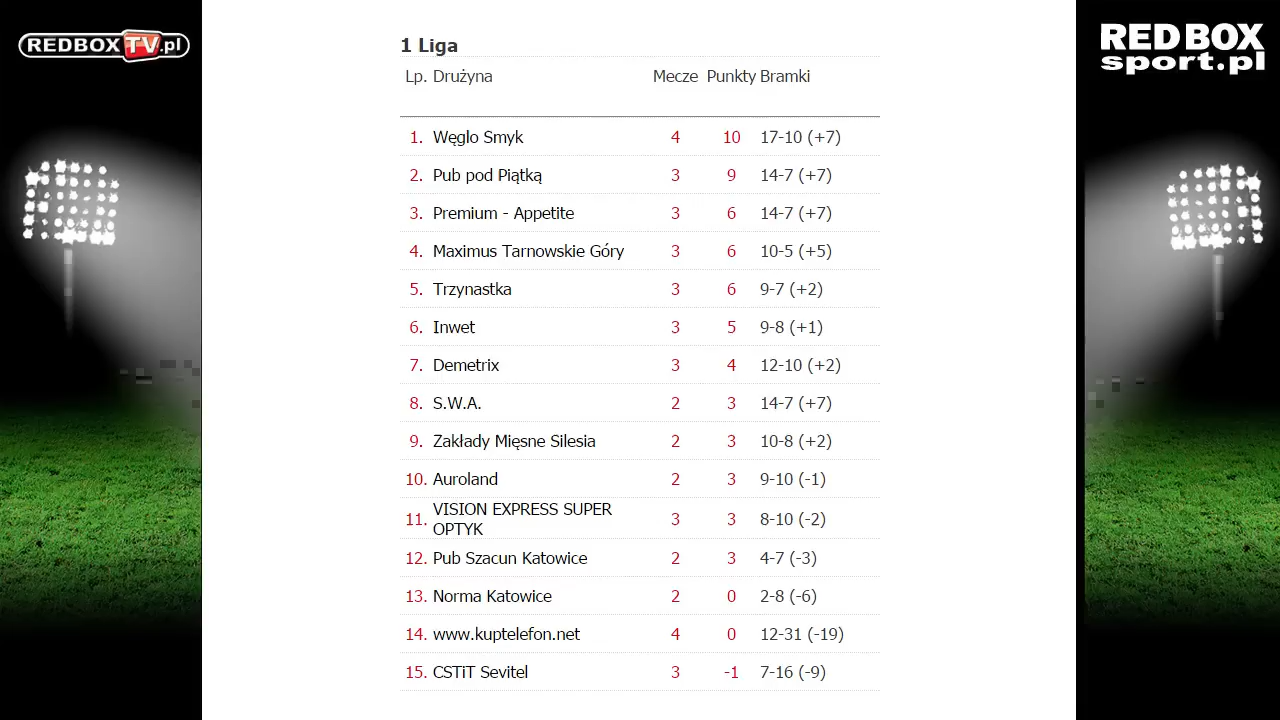 REDBOXTV.pl
RED BOX
sport.pl
1 Liga
Lp. Drużyna Mecze Punkty Bramki
1. Węglo Smyk 4 10 17-10 (+7)
2. Pub pod Piątką 3 9 14-7 (+7)
3. Premium - Appetite 3 6 14-7 (+7)
4. Maximus Tarnowskie Góry 3 6 10-5 (+5)
5. Trzynastka 3 6 9-7 (+2)
6. Inwet 3 5 9-8 (+1)
7. Demetrix 3 4 12-10 (+2)
8. S.W.A. 2 3 14-7 (+7)
9. Zakłady Mięsne Silesia 2 3 10-8 (+2)
10. Auroland 2 3 9-10 (-1)
11. VISION EXPRESS SUPER
OPTYK 3 3 8-10 (-2)
12. Pub Szacun Katowice 2 3 4-7 (-3)
13. Norma Katowice 2 0 2-8 (-6)
14. www.kuptelefon.net 4 0 12-31 (-19)
15. CSTiT Sevitel 3 -1 7-16 (-9)